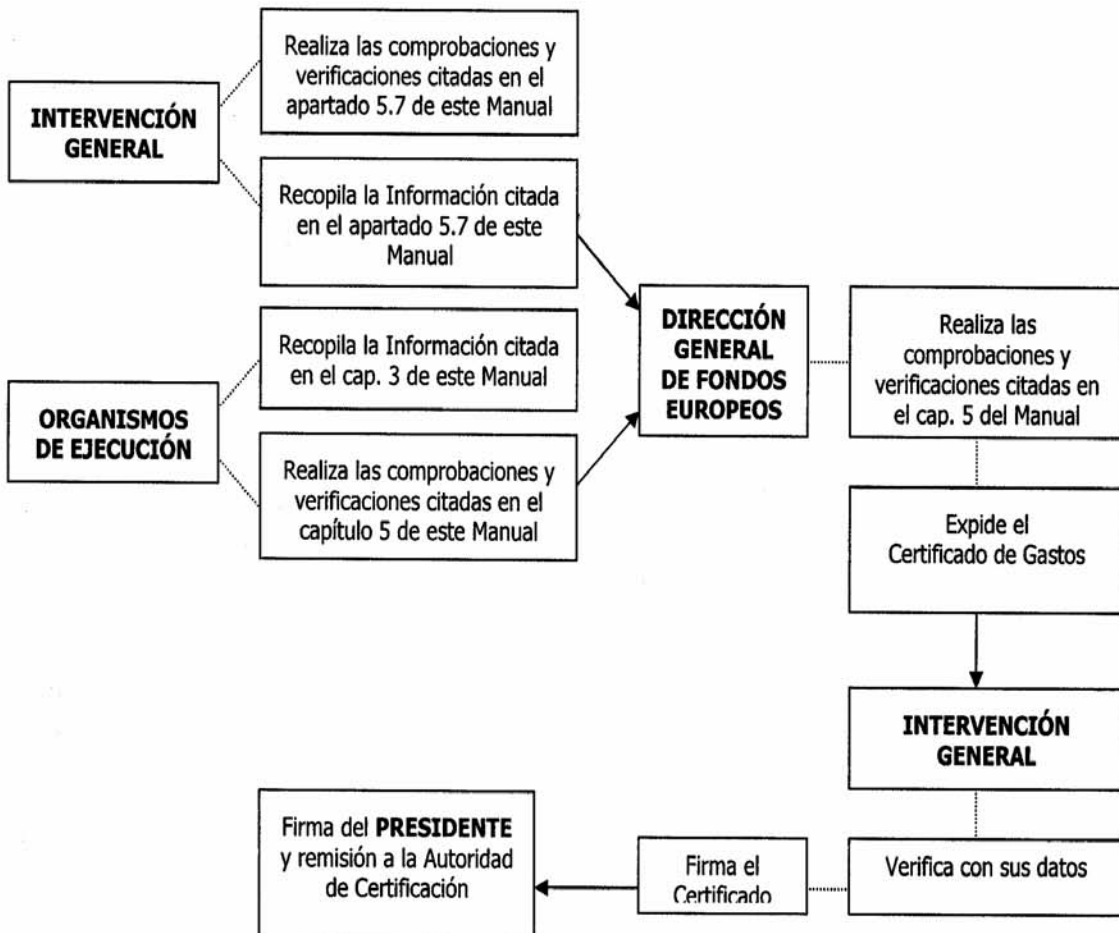 Realiza las comprobaciones y
verificaciones citadas en el
apartado 5.7 de este Manual
INTERVENCIÓN
GENERAL
Recopila la Información citada
en el apartado 5.7 de este
Manual
Recopila la Información citada
en el cap. 3 de este Manual
ORGANISMOS
DE EJECUCIÓN
Realiza las comprobaciones y
verificaciones citadas en el
capítulo 5 de este Manual
DIRECCIÓN
GENERAL
DE FONDOS
EUROPEOS
Realiza las
comprobaciones y
verificaciones citadas en
el cap. 5 del Manual
Expide el
Certificado de Gastos
INTERVENCIÓN
GENERAL
Verifica con sus datos
Firma el
Certificado
Firma del PRESIDENTE
y remisión a la Autoridad
de Certificación